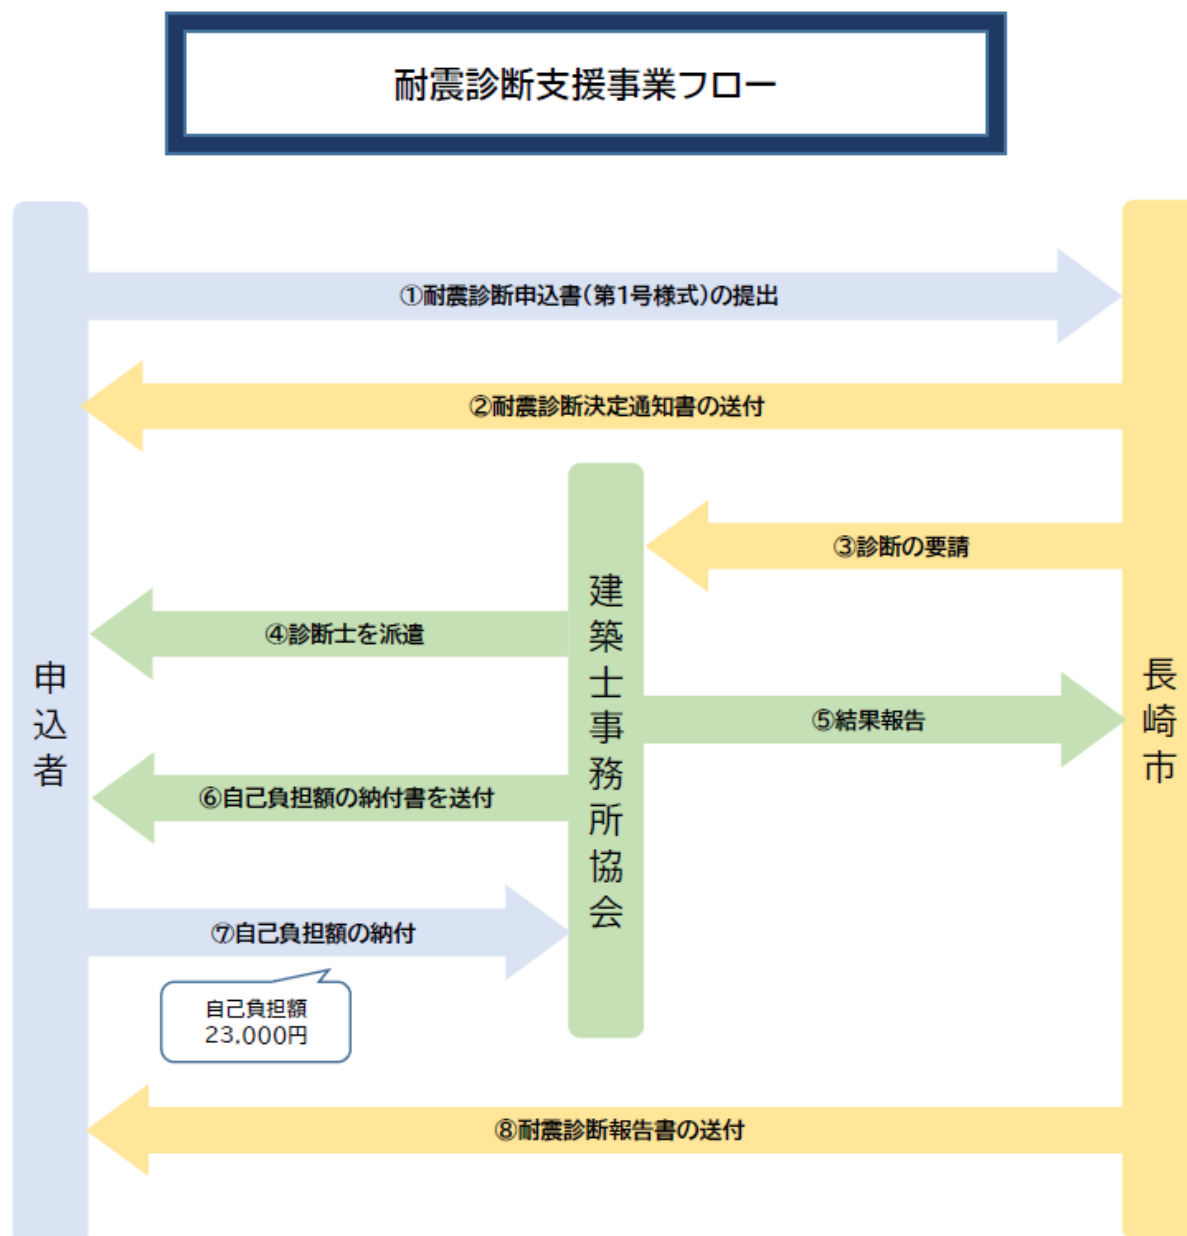 耐震診断支援事業フロー
①耐震診断申込書(第1号様式)の提出
②耐震診断決定通知書の送付
③診断の要請
④診断士を派遣
⑤結果報告
⑥自己負担額の納付書を送付
⑦自己負担額の納付
自己負担額
23,000円
⑧耐震診断報告書の送付
申込者
建築士事務所協会
長崎市